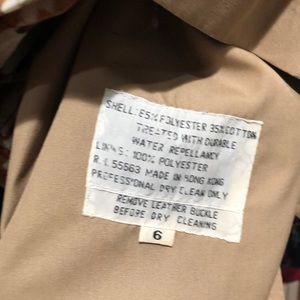 SHELL: 65% POLYESTER 35% COTTON
TREATED WITH DURABLE
WATER REPELLANCY
LINING: 100% POLYESTER
R.N. 55663 MADE IN HONG KONG
PROFESSIONAL DRY CLEAN ONLY
REMOVE LEATHER BUCKLE
BEFORE DRY CLEANING
6